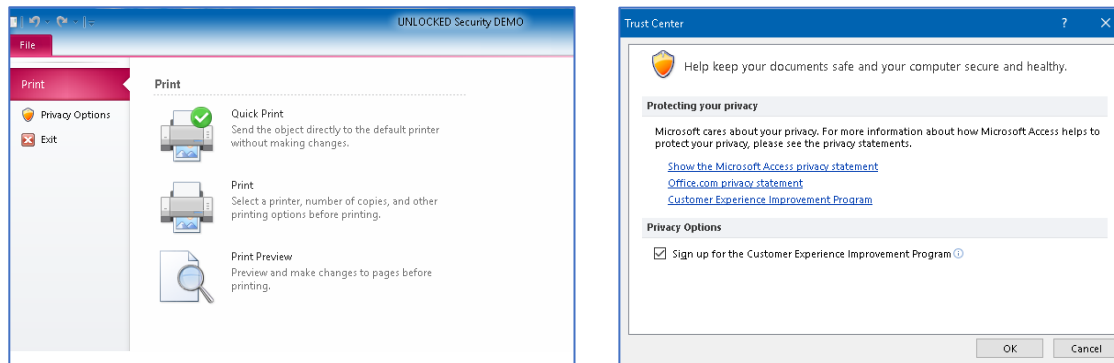 UNLOCKED Security DEMO
File
Print
Privacy Options
Exit
Print
Quick Print
Send the object directly to the default printer
without making changes.
Print
Select a printer, number of copies, and other
printing options before printing.
Print Preview
Preview and make changes to pages before
printing.
Trust Center
Help keep your documents safe and your computer secure and healthy.
Protecting your privacy
Microsoft cares about your privacy. For more information about how Microsoft Access helps to
protect your privacy, please see the privacy statements.
Show the Microsoft Access privacy statement
Office.com privacy statement
Customer Experience Improvement Program
Privacy Options
Sign up for the Customer Experience Improvement Program
OK
Cancel